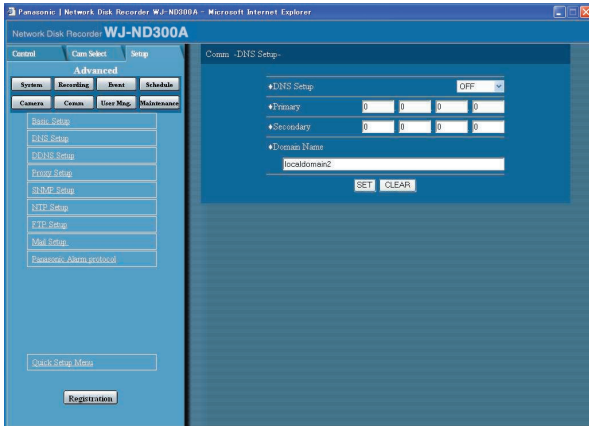 Panasonic | Network Disk Recorder WJ-ND300A - Microsoft Internet Explorer
Network Disk Recorder WJ-ND300A
Control Cam Select Setup
Advanced
System Recording Event Schedule
Camera Comm User Mng. Maintenance
Basic Setup
DNS Setup
DDNS Setup
Proxy Setup
SNMP Setup
NTP Setup
FTP Setup
Mail Setup
Panasonic Alarm protocol
Quick Setup Menu
Registration
Comm -DNS Setup-
♦DNS Setup OFF
♦Primary 0 0 0 0
♦Secondary 0 0 0 0
♦Domain Name
localdomain2
SET CLEAR